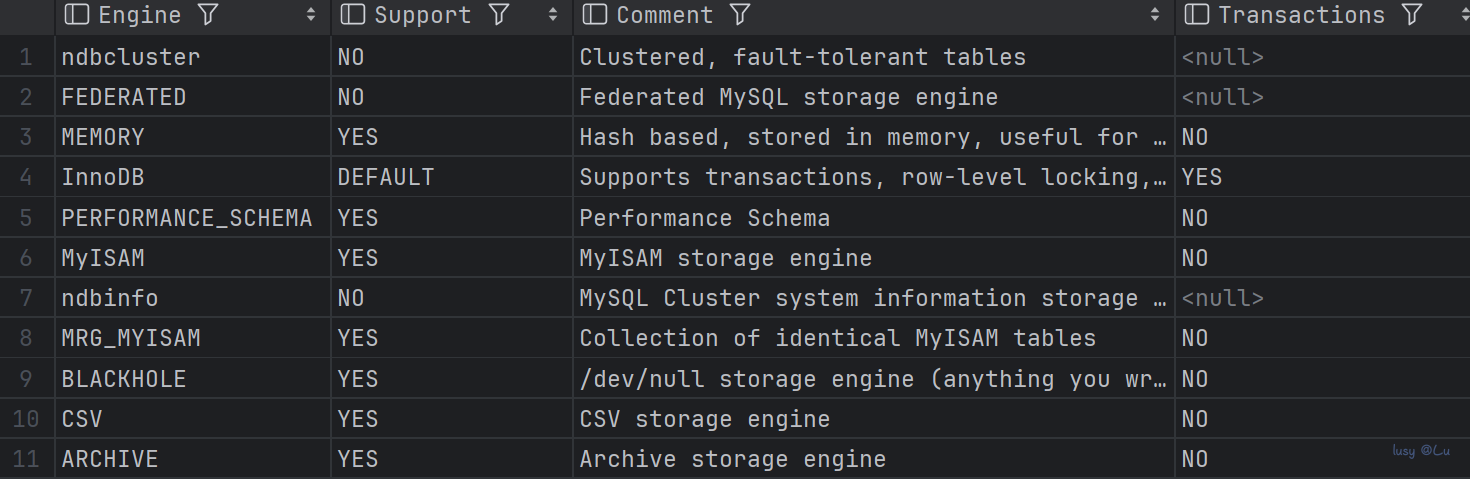 Engine Support Comment Transactions
1 ndbcluster NO Clustered, fault-tolerant tables <null>
2 FEDERATED NO Federated MySQL storage engine <null>
3 MEMORY YES Hash based, stored in memory, useful for … NO
4 InnoDB DEFAULT Supports transactions, row-level locking,… YES
5 PERFORMANCE_SCHEMA YES Performance Schema NO
6 MyISAM YES MyISAM storage engine NO
7 ndbinfo NO MySQL Cluster system information storage … <null>
8 MRG_MYISAM YES Collection of identical MyISAM tables NO
9 BLACKHOLE YES /dev/null storage engine (anything you wr… NO
10 CSV YES CSV storage engine NO
11 ARCHIVE YES Archive storage engine NO
lusy @Lu